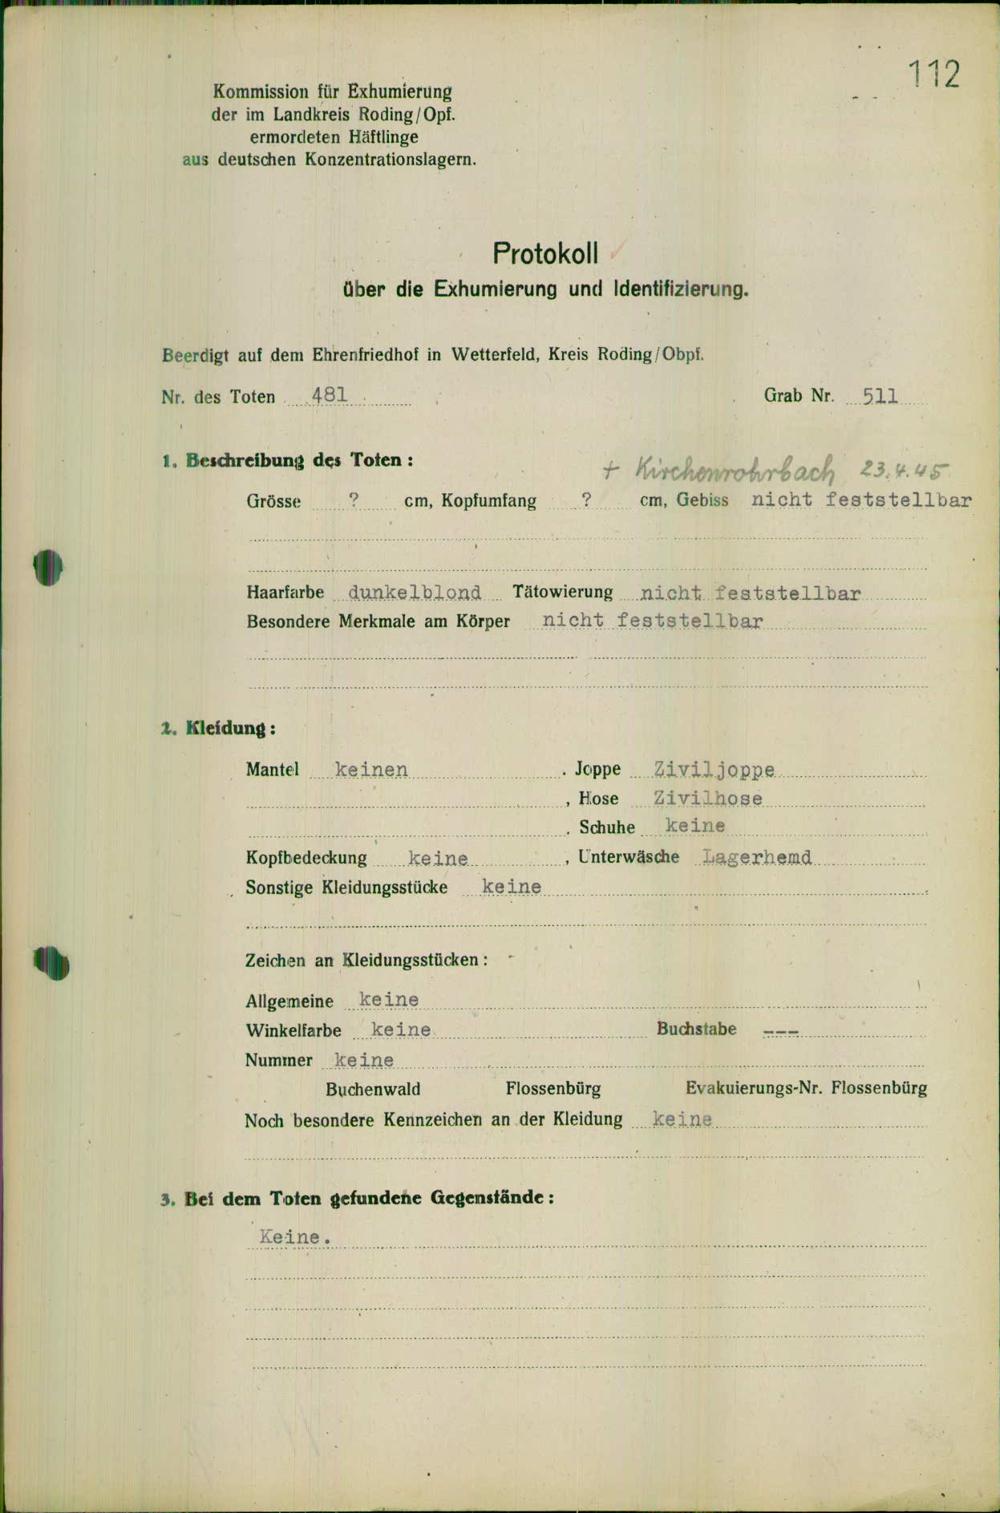 112
Kommission für Exhumierung
der im Landkreis Roding/Opf.
ermordeten Häftlinge
aus deutschen Konzentrationslagern.
Protokoll
über die Exhumierung und Identifizierung.
Beerdigt auf dem Ehrenfriedhof in Wetterfeld, Kreis Roding/Obpf.
Nr. des Toten 481 Grab Nr. 511
1. Beschreibung des Toten :
+ Kirchenrohrbach 23.4.45
Grösse ? cm, Kopfumfang ? cm, Gebiss nicht feststellbar
Haarfarbe dunkelblond Tätowierung nicht feststellbar
Besondere Merkmale am Körper nicht feststellbar
2. Kleidung :
Mantel keinen , Joppe Ziviljoppe
, Hose Zivilhose
, Schuhe keine
Kopfbedeckung keine , Unterwäsche Lagerhemd
Sonstige Kleidungsstücke keine
Zeichen an Kleidungsstücken : -
Allgemeine keine
Winkelfarbe keine Buchstabe ---
Nummer keine
Buchenwald Flossenbürg Evakuierungs-Nr. Flossenbürg
Noch besondere Kennzeichen an der Kleidung keine
3. Bei dem Toten gefundene Gegenstände :
Keine.